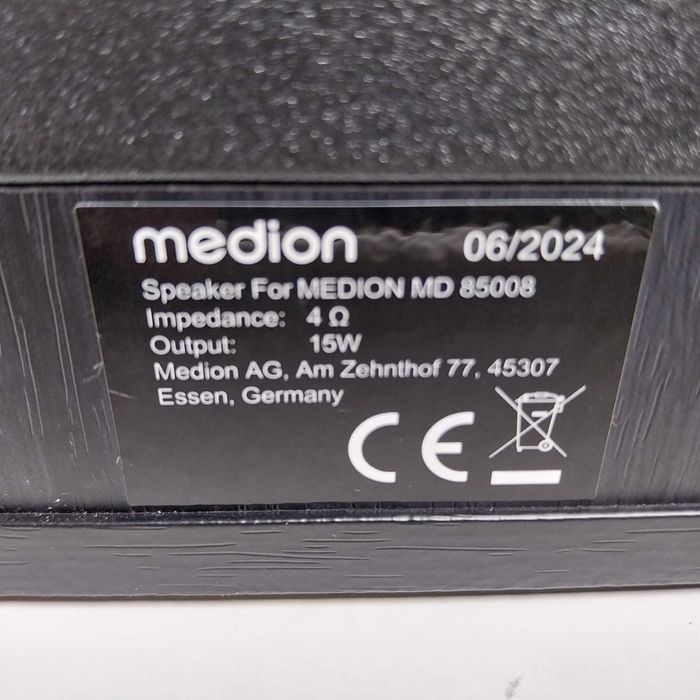 medion 06/2024
Speaker For MEDION MD 85008
Impedance: 4 Ω
Output: 15W
Medion AG, Am Zehnthof 77, 45307
Essen, Germany
CE